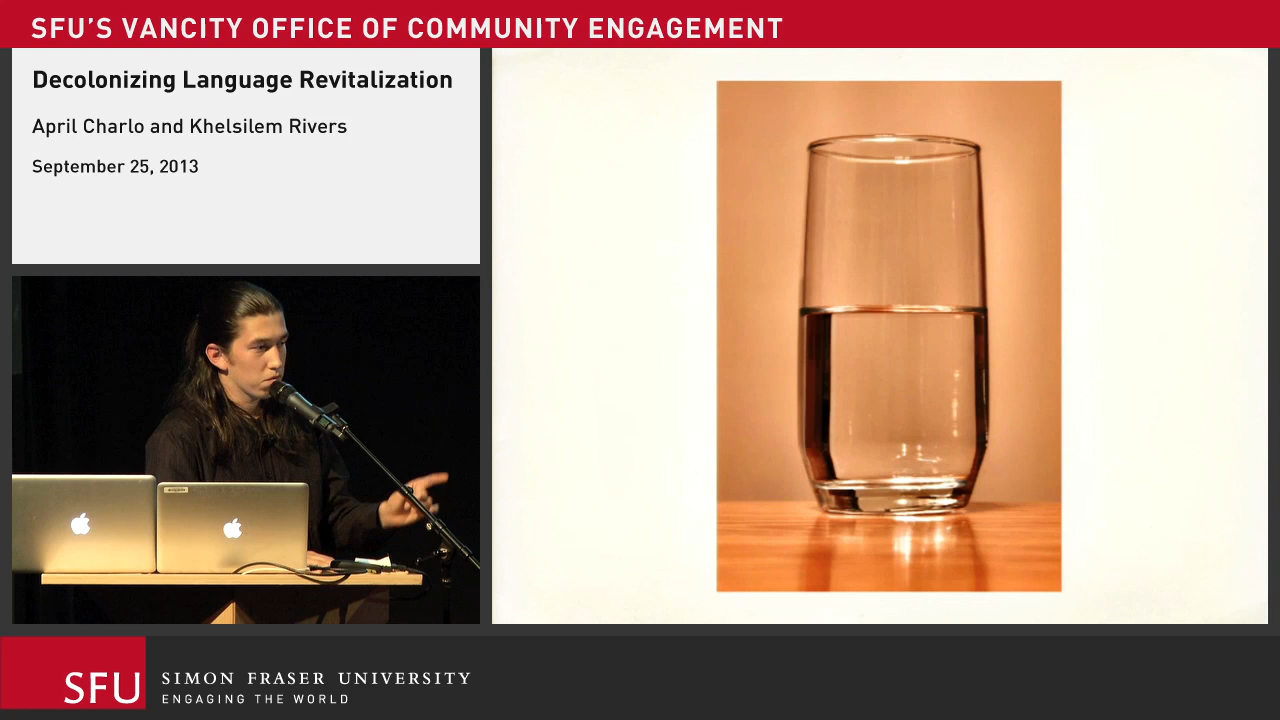 SFU'S VANCITY OFFICE OF COMMUNITY ENGAGEMENT
Decolonizing Language Revitalization
April Charlo and Khelsilem Rivers
September 25, 2013
SFU
SIMON FRASER UNIVERSITY
ENGAGING THE WORLD